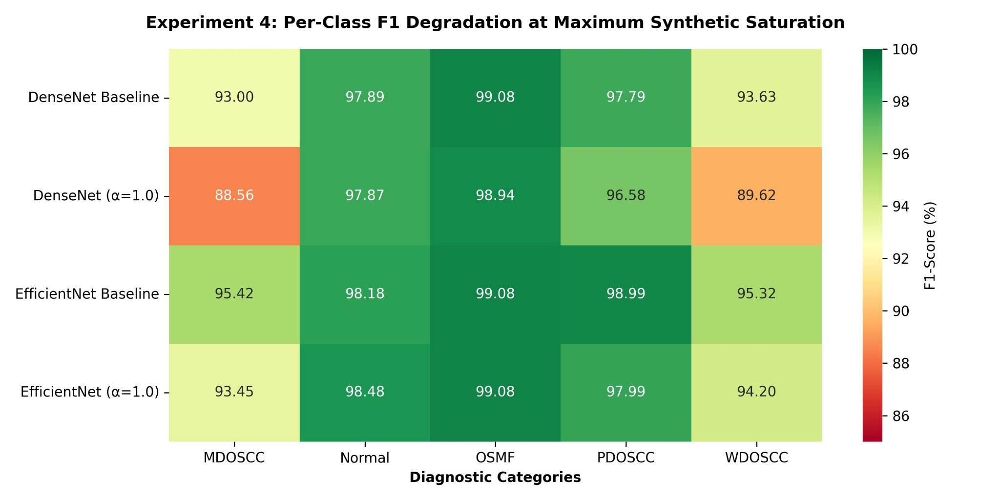 Experiment 4: Per-Class F1 Degradation at Maximum Synthetic Saturation
DenseNet Baseline 93.00 97.89 99.08 97.79 93.63
DenseNet (α=1.0) 88.56 97.87 98.94 96.58 89.62
EfficientNet Baseline 95.42 98.18 99.08 98.99 95.32
EfficientNet (α=1.0) 93.45 98.48 99.08 97.99 94.20
MDOSCC Normal OSMF PDOSCC WDOSCC
Diagnostic Categories
100
98
96
94
92
90
88
86
F1-Score (%)